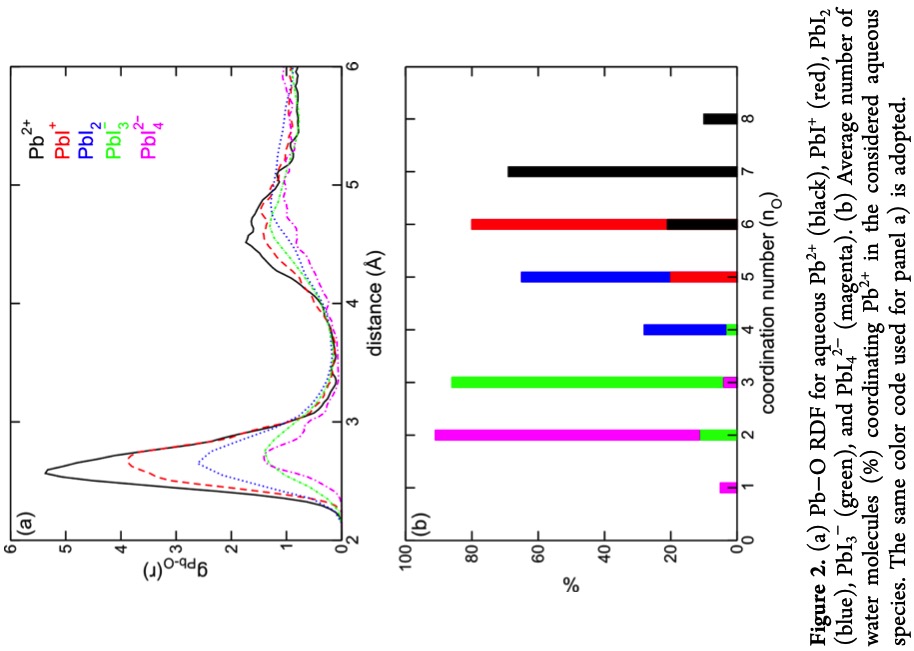 (a)
Pb2+
PbI+
PbI2
PbI3−
PbI42−
6
5
4
3
2
1
0
gPb-O(r)
2
3
4
5
6
distance (Å)
(b)
100
80
60
40
20
0
%
0
1
2
3
4
5
6
7
8
coordination number (nO)
Figure 2. (a) Pb−O RDF for aqueous Pb2+ (black), PbI+ (red), PbI2
(blue), PbI3− (green), and PbI42− (magenta). (b) Average number of
water molecules (%) coordinating Pb2+ in the considered aqueous
species. The same color code used for panel a) is adopted.